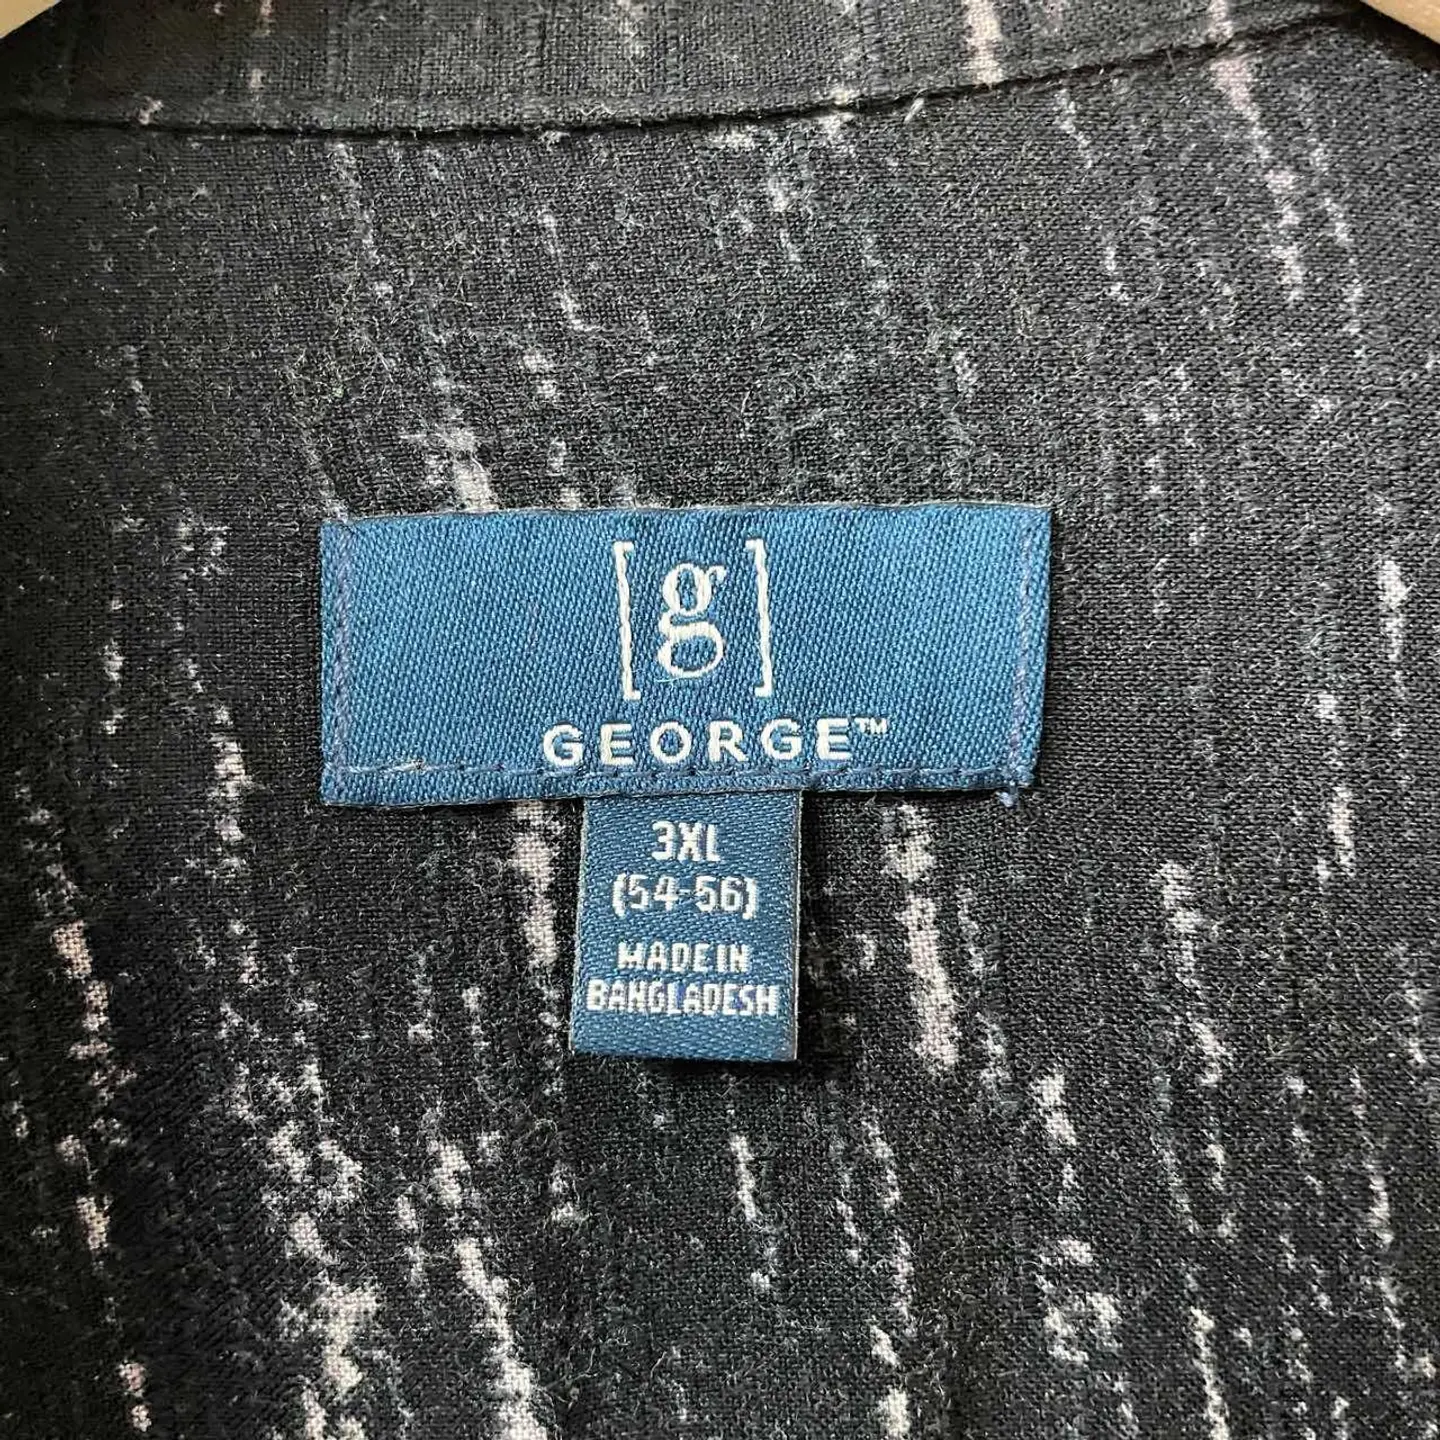 [g]
GEORGE™
3XL
(54-56)
MADE IN
BANGLADESH